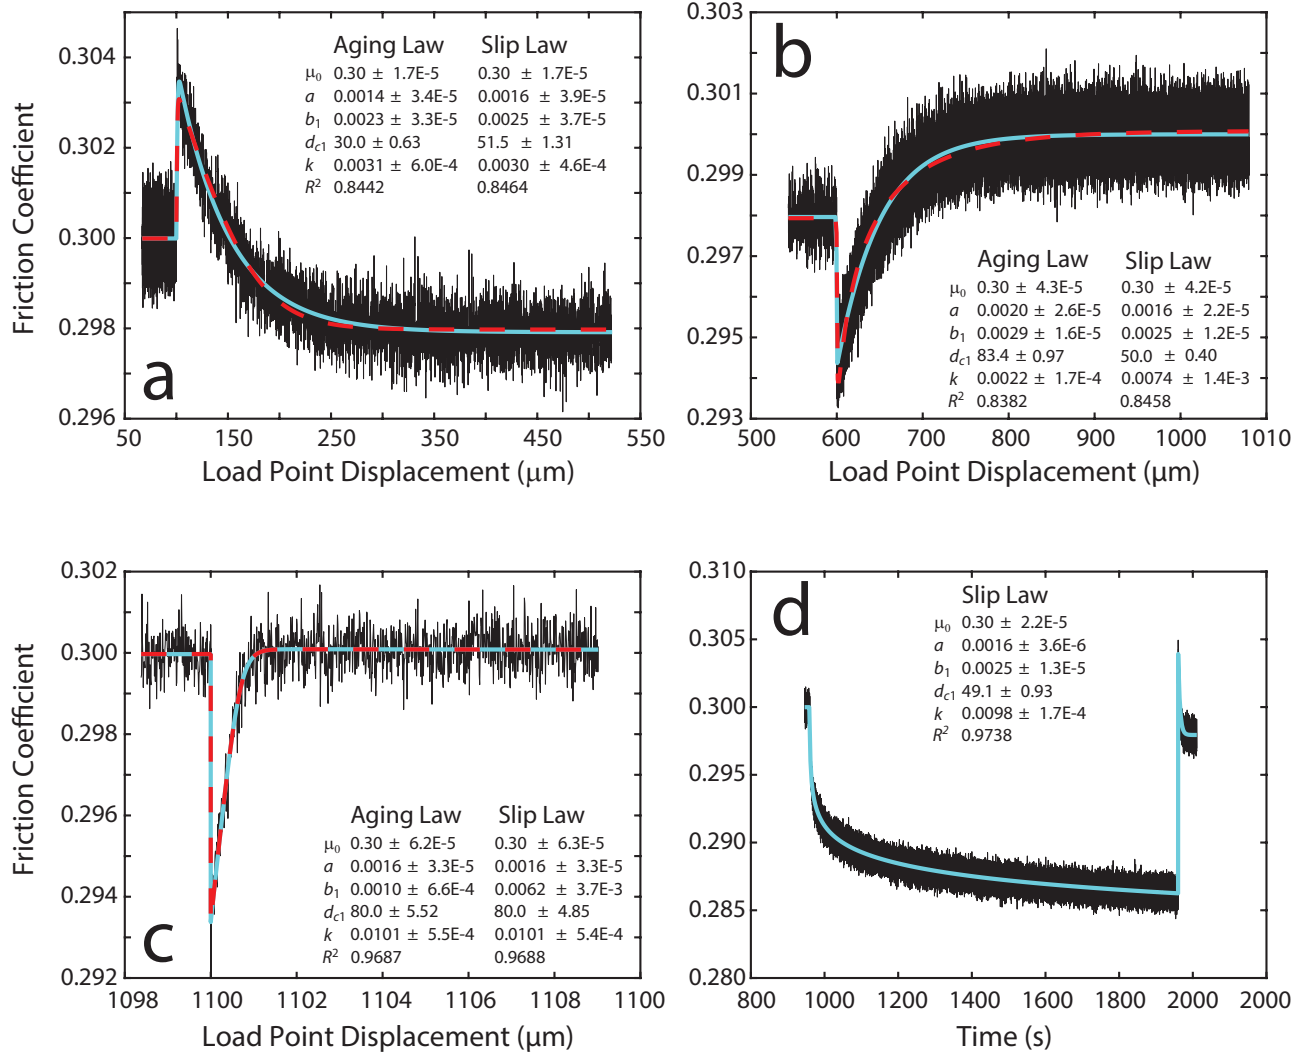 0.304
0.302
0.300
0.298
0.296
Friction Coefficient
Aging Law Slip Law
μ0 0.30 ± 1.7E-5 0.30 ± 1.7E-5
a 0.0014 ± 3.4E-5 0.0016 ± 3.9E-5
b1 0.0023 ± 3.3E-5 0.0025 ± 3.7E-5
dc1 30.0 ± 0.63 51.5 ± 1.31
k 0.0031 ± 6.0E-4 0.0030 ± 4.6E-4
R2 0.8442 0.8464
a
50 150 250 350 450 550
Load Point Displacement (μm)
0.303
0.301
0.299
0.297
0.295
0.293
b
Aging Law Slip Law
μ0 0.30 ± 4.3E-5 0.30 ± 4.2E-5
a 0.0020 ± 2.6E-5 0.0016 ± 2.2E-5
b1 0.0029 ± 1.6E-5 0.0025 ± 1.2E-5
dc1 83.4 ± 0.97 50.0 ± 0.40
k 0.0022 ± 1.7E-4 0.0074 ± 1.4E-3
R2 0.8382 0.8458
500 600 700 800 900 1000 1010
Load Point Displacement (μm)
0.302
0.300
0.298
0.296
0.294
0.292
Friction Coefficient
Aging Law Slip Law
μ0 0.30 ± 6.2E-5 0.30 ± 6.3E-5
a 0.0016 ± 3.3E-5 0.0016 ± 3.3E-5
b1 0.0010 ± 6.6E-4 0.0062 ± 3.7E-3
dc1 80.0 ± 5.52 80.0 ± 4.85
k 0.0101 ± 5.5E-4 0.0101 ± 5.4E-4
R2 0.9687 0.9688
c
1098 1100 1102 1104 1106 1108 1100
Load Point Displacement (μm)
0.310
0.305
0.300
0.295
0.290
0.285
0.280
d
Slip Law
μ0 0.30 ± 2.2E-5
a 0.0016 ± 3.6E-6
b1 0.0025 ± 1.3E-5
dc1 49.1 ± 0.93
k 0.0098 ± 1.7E-4
R2 0.9738
800 1000 1200 1400 1600 1800 2000 2000
Time (s)